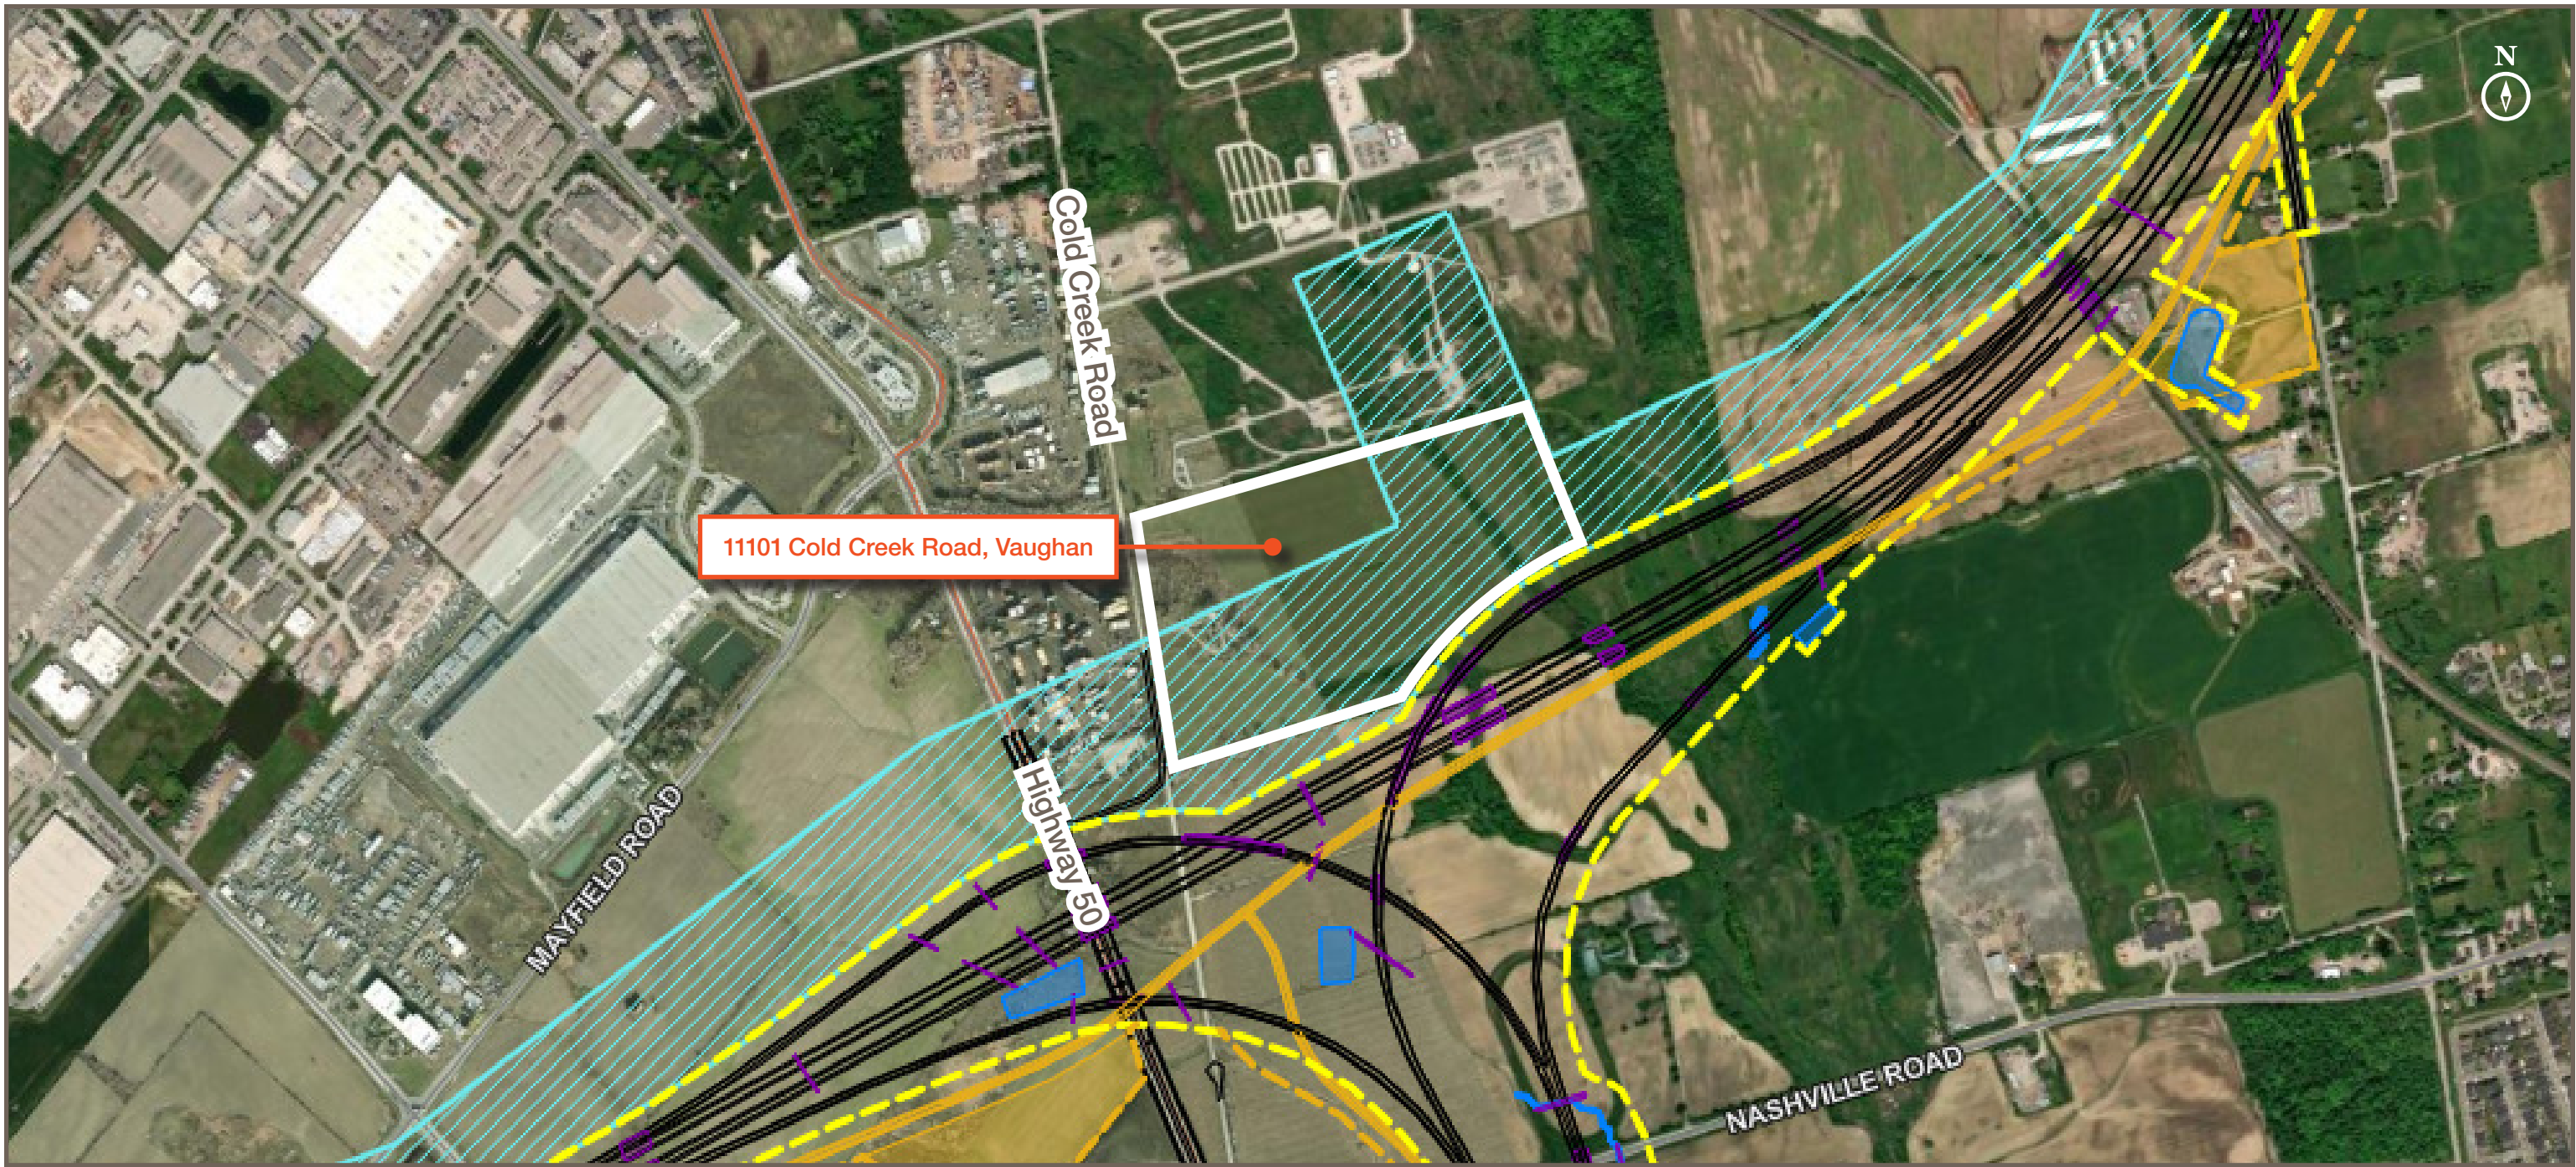 N
Cold Creek Road
11101 Cold Creek Road, Vaughan
Highway 50
MAYFIELD ROAD
NASHVILLE ROAD